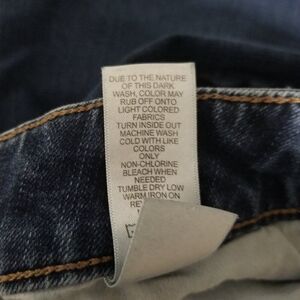 DUE TO THE NATURE
OF THIS DARK
WASH, COLOR MAY
RUB OFF ONTO
LIGHT COLORED
FABRICS
TURN INSIDE OUT
MACHINE WASH
COLD WITH LIKE
COLORS
ONLY
NON-CHLORINE
BLEACH WHEN
NEEDED
TUMBLE DRY LOW
WARM IRON ON